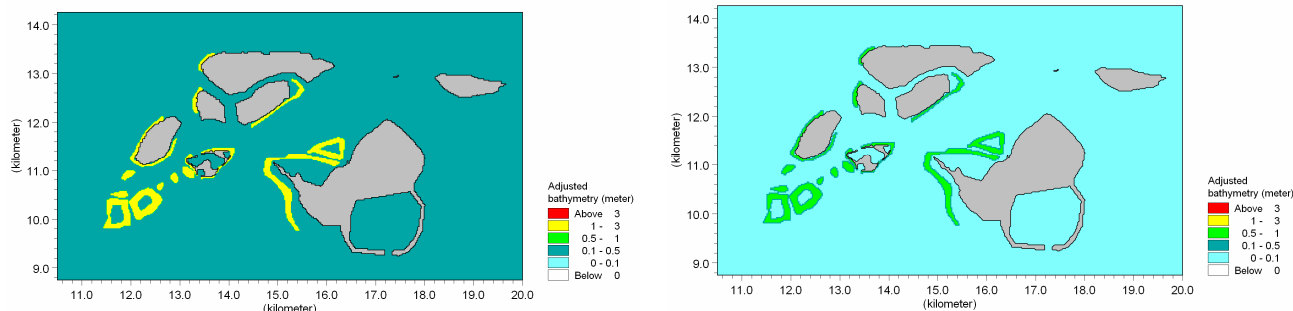 14.0
13.0
12.0
11.0
10.0
9.0
(kilometer)
11.0 12.0 13.0 14.0 15.0 16.0 17.0 18.0 19.0 20.0
(kilometer)
Adjusted
bathymetry (meter)
Above 3
1 - 3
0.5 - 1
0.1 - 0.5
0 - 0.1
Below 0
14.0
13.0
12.0
11.0
10.0
9.0
(kilometer)
11.0 12.0 13.0 14.0 15.0 16.0 17.0 18.0 19.0 20.0
(kilometer)
Adjusted
bathymetry (meter)
Above 3
1 - 3
0.5 - 1
0.1 - 0.5
0 - 0.1
Below 0